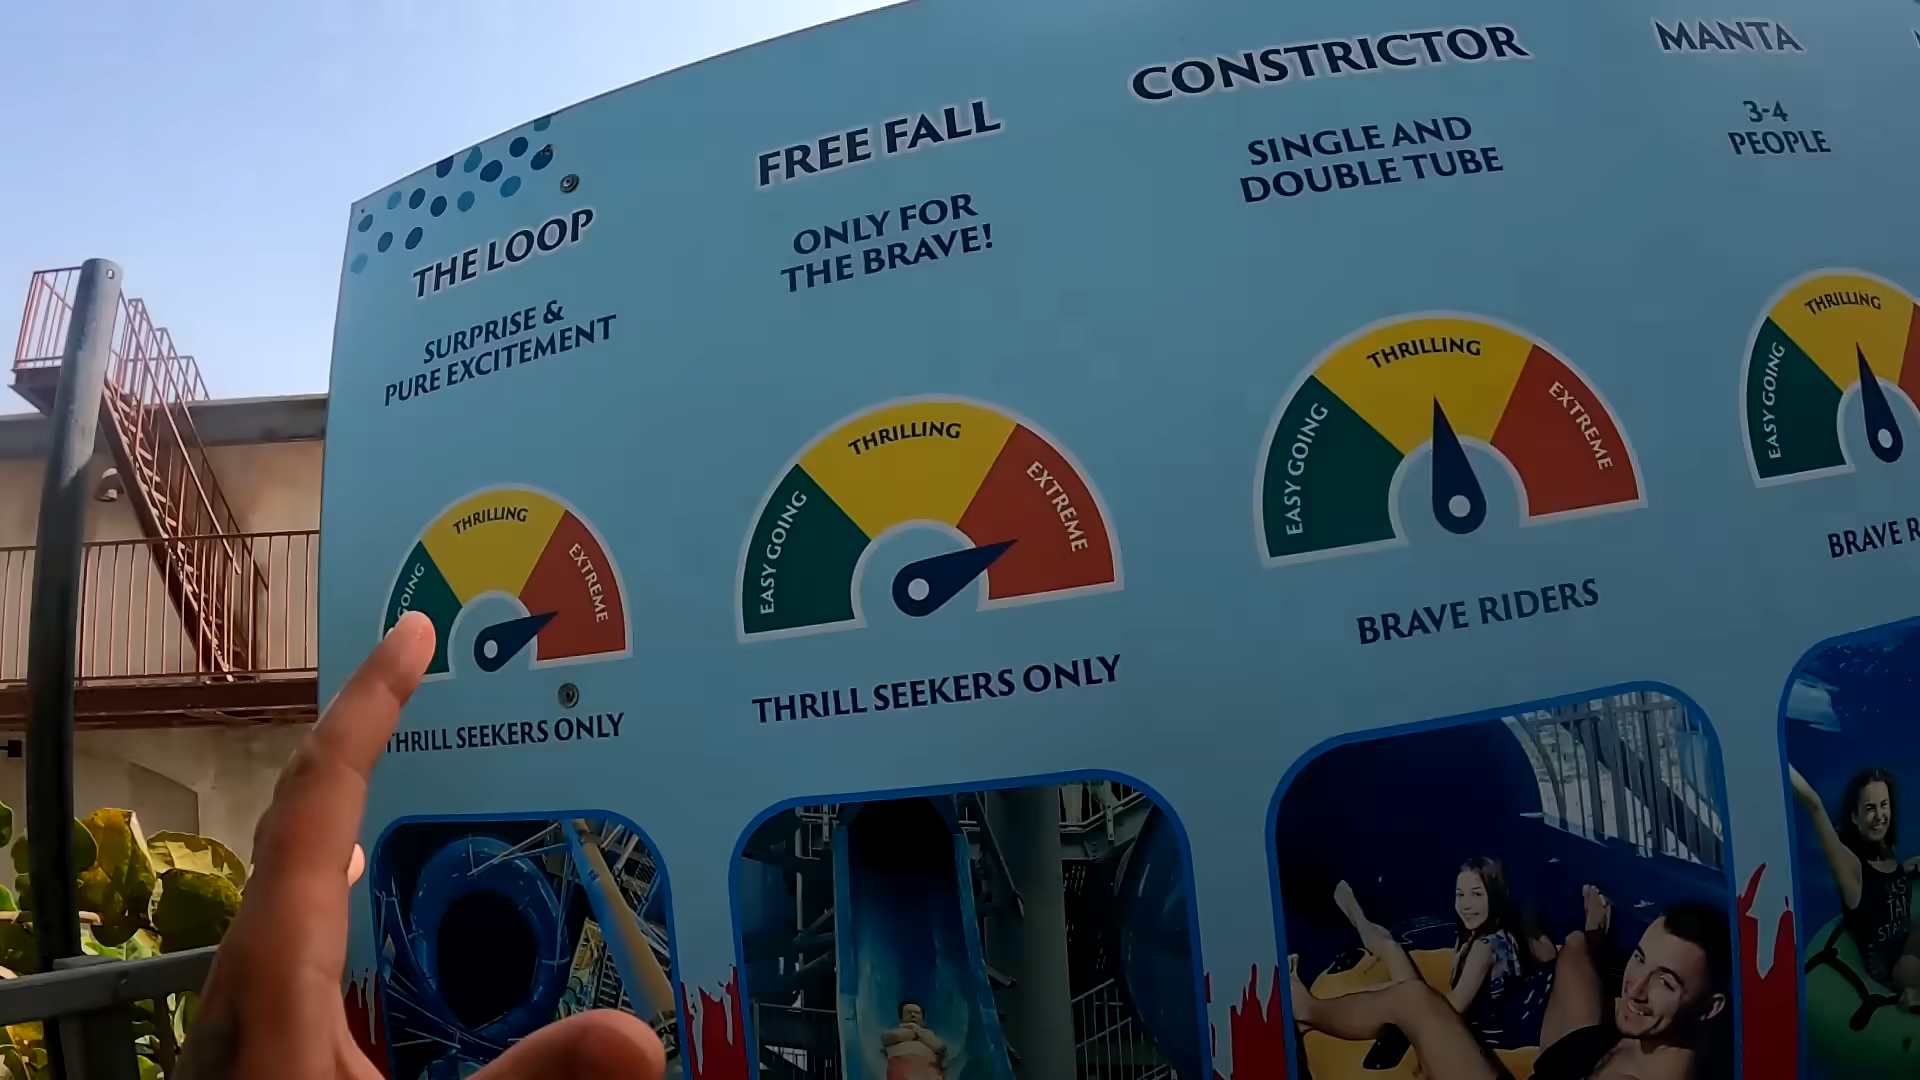 THE LOOP
SURPRISE &
PURE EXCITEMENT
THRILLING
GOING
EXTREME
THRILL SEEKERS ONLY
FREE FALL
ONLY FOR
THE BRAVE!
THRILLING
EASY GOING
EXTREME
THRILL SEEKERS ONLY
CONSTRICTOR
SINGLE AND
DOUBLE TUBE
THRILLING
EASY GOING
EXTREME
BRAVE RIDERS
MANTA
3-4
PEOPLE
THRILLING
EASY GOING
BRAVE R